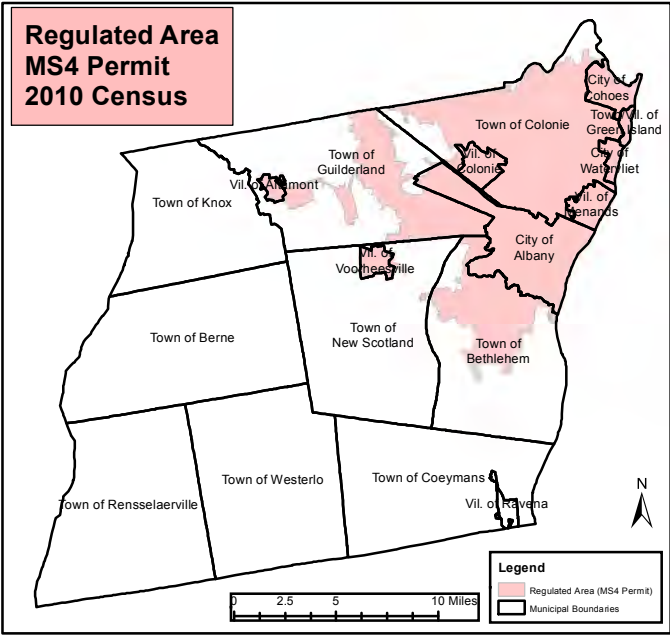 Regulated Area
MS4 Permit
2010 Census
City of
Cohoes
Town/Vil. of
Green Island
Town of Colonie
City of
Watervliet
Vil. of
Colonie
Town of
Guilderland
Vil. of Altamont
Town of Knox
Vil. of
Menands
City of
Albany
Vil. of
Voorheesville
Town of Berne
Town of
New Scotland
Town of
Bethlehem
Town of Westerlo
Town of Coeymans
Town of Rensselaerville
Vil. of Ravena
N
Legend
Regulated Area (MS4 Permit)
Municipal Boundaries
0 2.5 5 10 Miles